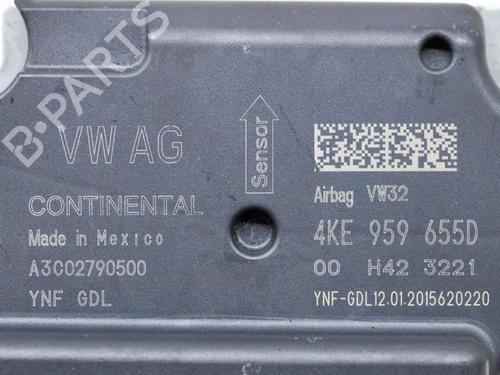 B-PARTS
VW AG
CONTINENTAL
Made in Mexico
A3C02790500
YNF GDL
Sensor
Airbag VW32
4KE 959 655D
00 H42 3221
YNF-GDL12.01.2015620220